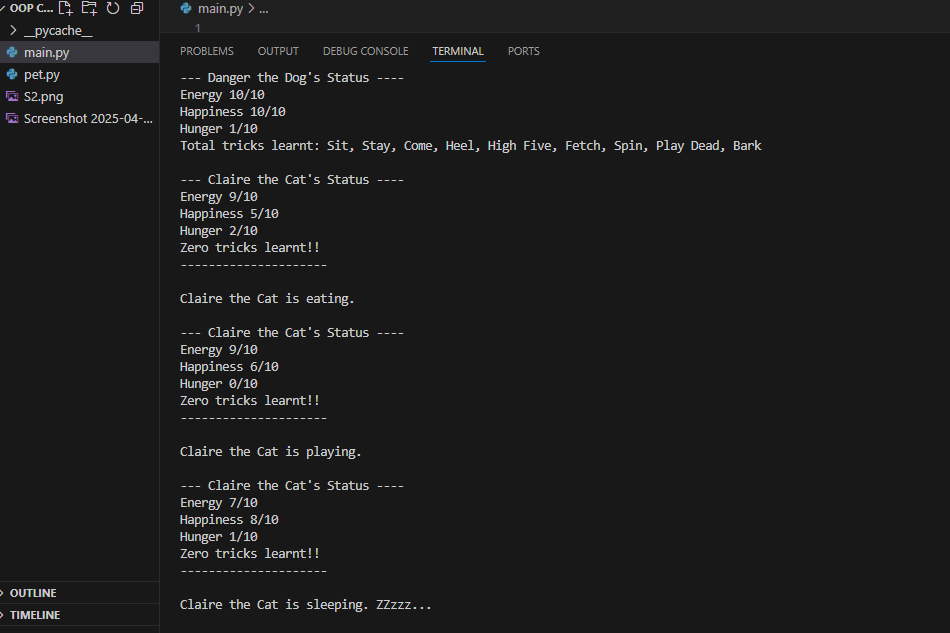 OOP C...
__pycache__
main.py
pet.py
S2.png
Screenshot 2025-04-...
OUTLINE
TIMELINE
main.py > ...
1
PROBLEMS OUTPUT DEBUG CONSOLE TERMINAL PORTS
--- Danger the Dog's Status ----
Energy 10/10
Happiness 10/10
Hunger 1/10
Total tricks learnt: Sit, Stay, Come, Heel, High Five, Fetch, Spin, Play Dead, Bark
--- Claire the Cat's Status ----
Energy 9/10
Happiness 5/10
Hunger 2/10
Zero tricks learnt!!
---------------------
Claire the Cat is eating.
--- Claire the Cat's Status ----
Energy 9/10
Happiness 6/10
Hunger 0/10
Zero tricks learnt!!
---------------------
Claire the Cat is playing.
--- Claire the Cat's Status ----
Energy 7/10
Happiness 8/10
Hunger 1/10
Zero tricks learnt!!
---------------------
Claire the Cat is sleeping. ZZzzz...